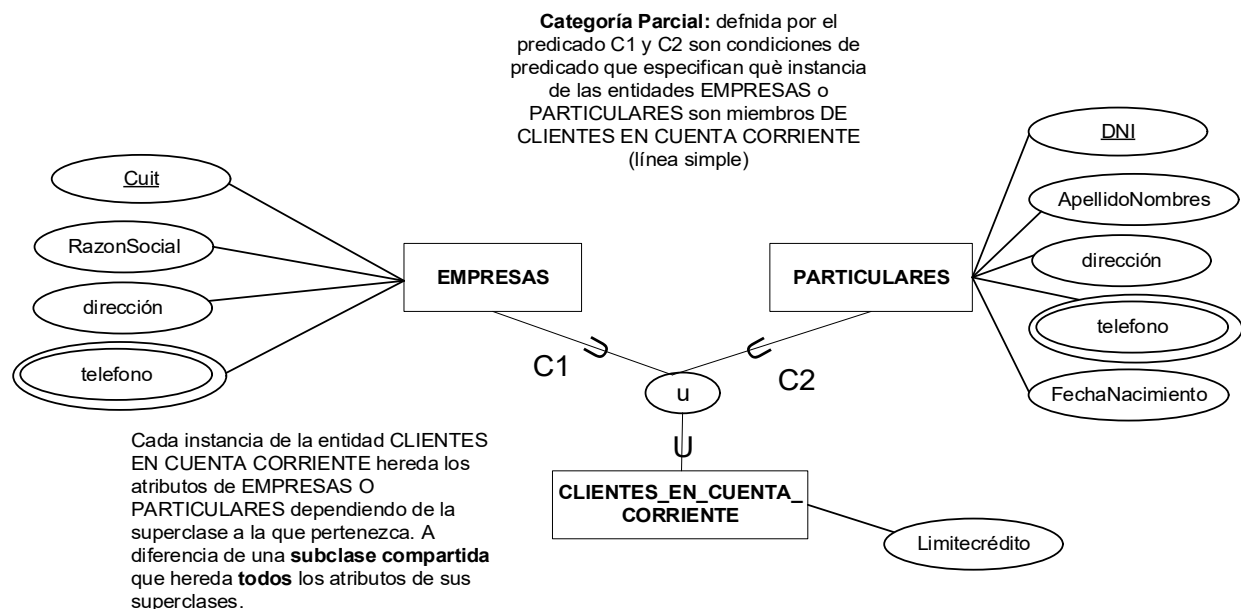 Categoría Parcial: defnida por el
predicado C1 y C2 son condiciones de
predicado que especifican què instancia
de las entidades EMPRESAS o
PARTICULARES son miembros DE
CLIENTES EN CUENTA CORRIENTE
(línea simple)
Cuit
RazonSocial
dirección
telefono
EMPRESAS
PARTICULARES
DNI
ApellidoNombres
dirección
telefono
FechaNacimiento
C1
C2
u
U
CLIENTES_EN_CUENTA_
CORRIENTE
Limitecrédito
Cada instancia de la entidad CLIENTES
EN CUENTA CORRIENTE hereda los
atributos de EMPRESAS O
PARTICULARES dependiendo de la
superclase a la que pertenezca. A
diferencia de una subclase compartida
que hereda todos los atributos de sus
superclases.